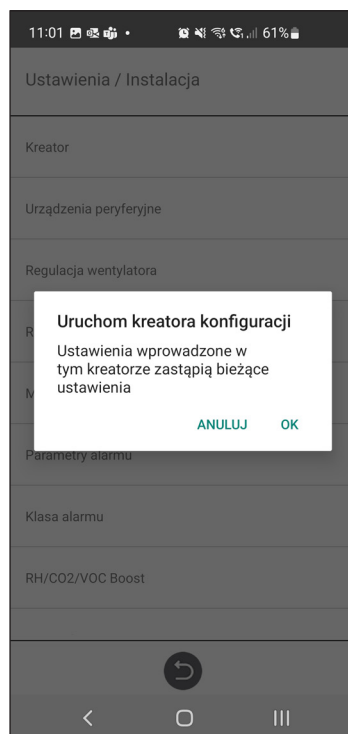 11:01
61%
Ustawienia / Instalacja
Kreator
Urządzenia peryferyjne
Regulacja wentylatora
R
Uruchom kreatora konfiguracji
Ustawienia wprowadzone w
tym kreatorze zastąpią bieżące
ustawienia
M
ANULUJ OK
Parametry alarmu
Klasa alarmu
RH/CO2/VOC Boost